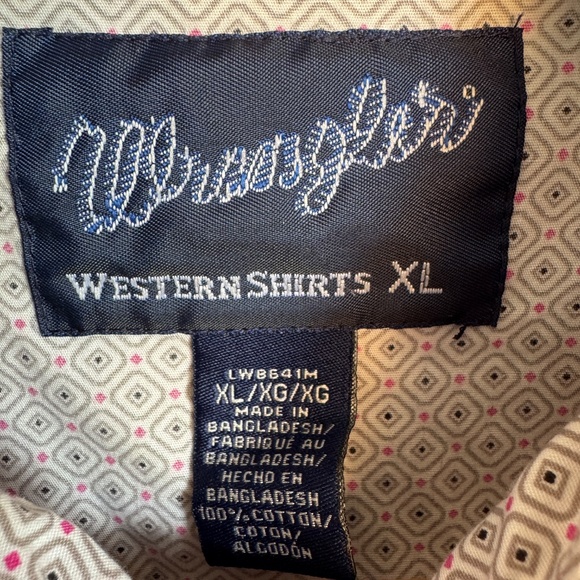 Wrangler
WESTERN SHIRTS XL
LW8641M
XL/XG/XG
MADE IN
BANGLADESH/
FABRIQUÉ AU
BANGLADESH/
HECHO EN
BANGLADESH
100% COTTON/
COTON/
ALGODÓN